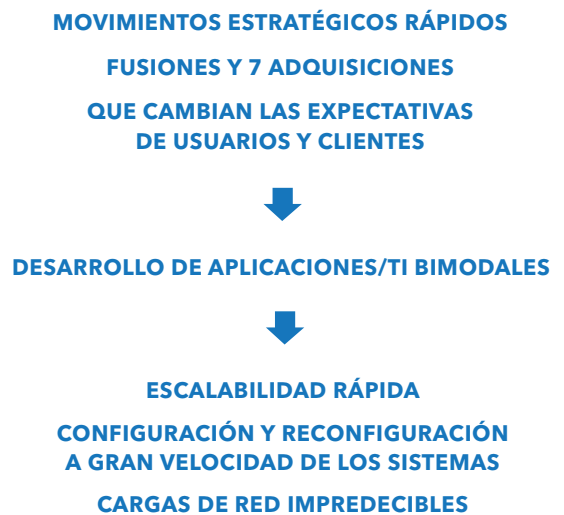 MOVIMIENTOS ESTRATÉGICOS RÁPIDOS
FUSIONES Y 7 ADQUISICIONES
QUE CAMBIAN LAS EXPECTATIVAS
DE USUARIOS Y CLIENTES
DESARROLLO DE APLICACIONES/TI BIMODALES
ESCALABILIDAD RÁPIDA
CONFIGURACIÓN Y RECONFIGURACIÓN
A GRAN VELOCIDAD DE LOS SISTEMAS
CARGAS DE RED IMPREDECIBLES